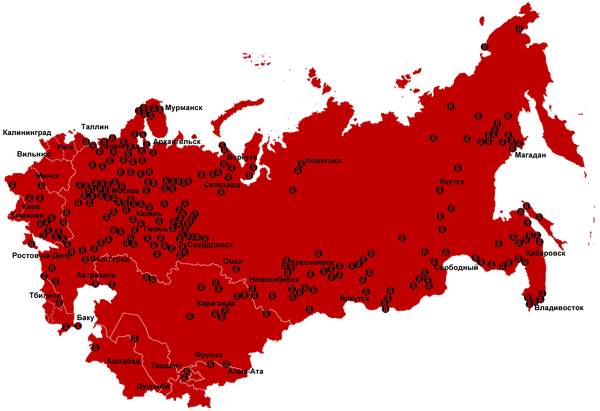 Мурманск
Таллин
Калининград
Рига
Ленинград
Архангельск
Вильнюс
Воркута
Норильск
Магадан
Минск
Салехард
Якутск
Москва
Киев
Казань
Кишинев
Пермь
Свердловск
Ростов-на-Дону
Волгоград
Хабаровск
Омск
Красноярск
Свободный
Астрахань
Новосибирск
Тбилиси
Караганда
Иркутск
Владивосток
Баку
Фрунзе
Ашхабад
Ташкент
Алма-Ата
Душанбе